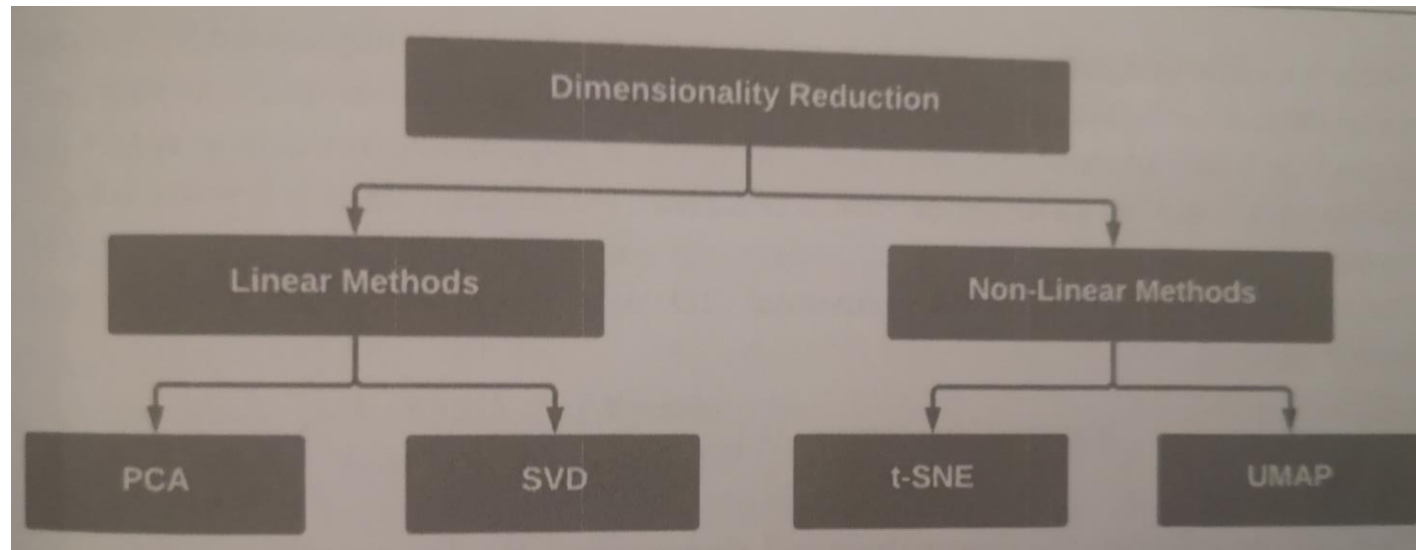 Dimensionality Reduction
Linear Methods
Non-Linear Methods
PCA
SVD
t-SNE
UMAP